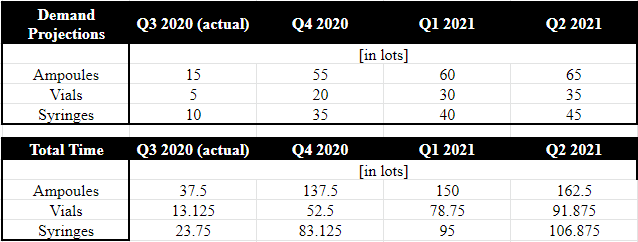 Demand Projections Q3 2020 (actual) Q4 2020 Q1 2021 Q2 2021
[in lots]
Ampoules 15 55 60 65
Vials 5 20 30 35
Syringes 10 35 40 45
Total Time Q3 2020 (actual) Q4 2020 Q1 2021 Q2 2021
[in lots]
Ampoules 37.5 137.5 150 162.5
Vials 13.125 52.5 78.75 91.875
Syringes 23.75 83.125 95 106.875